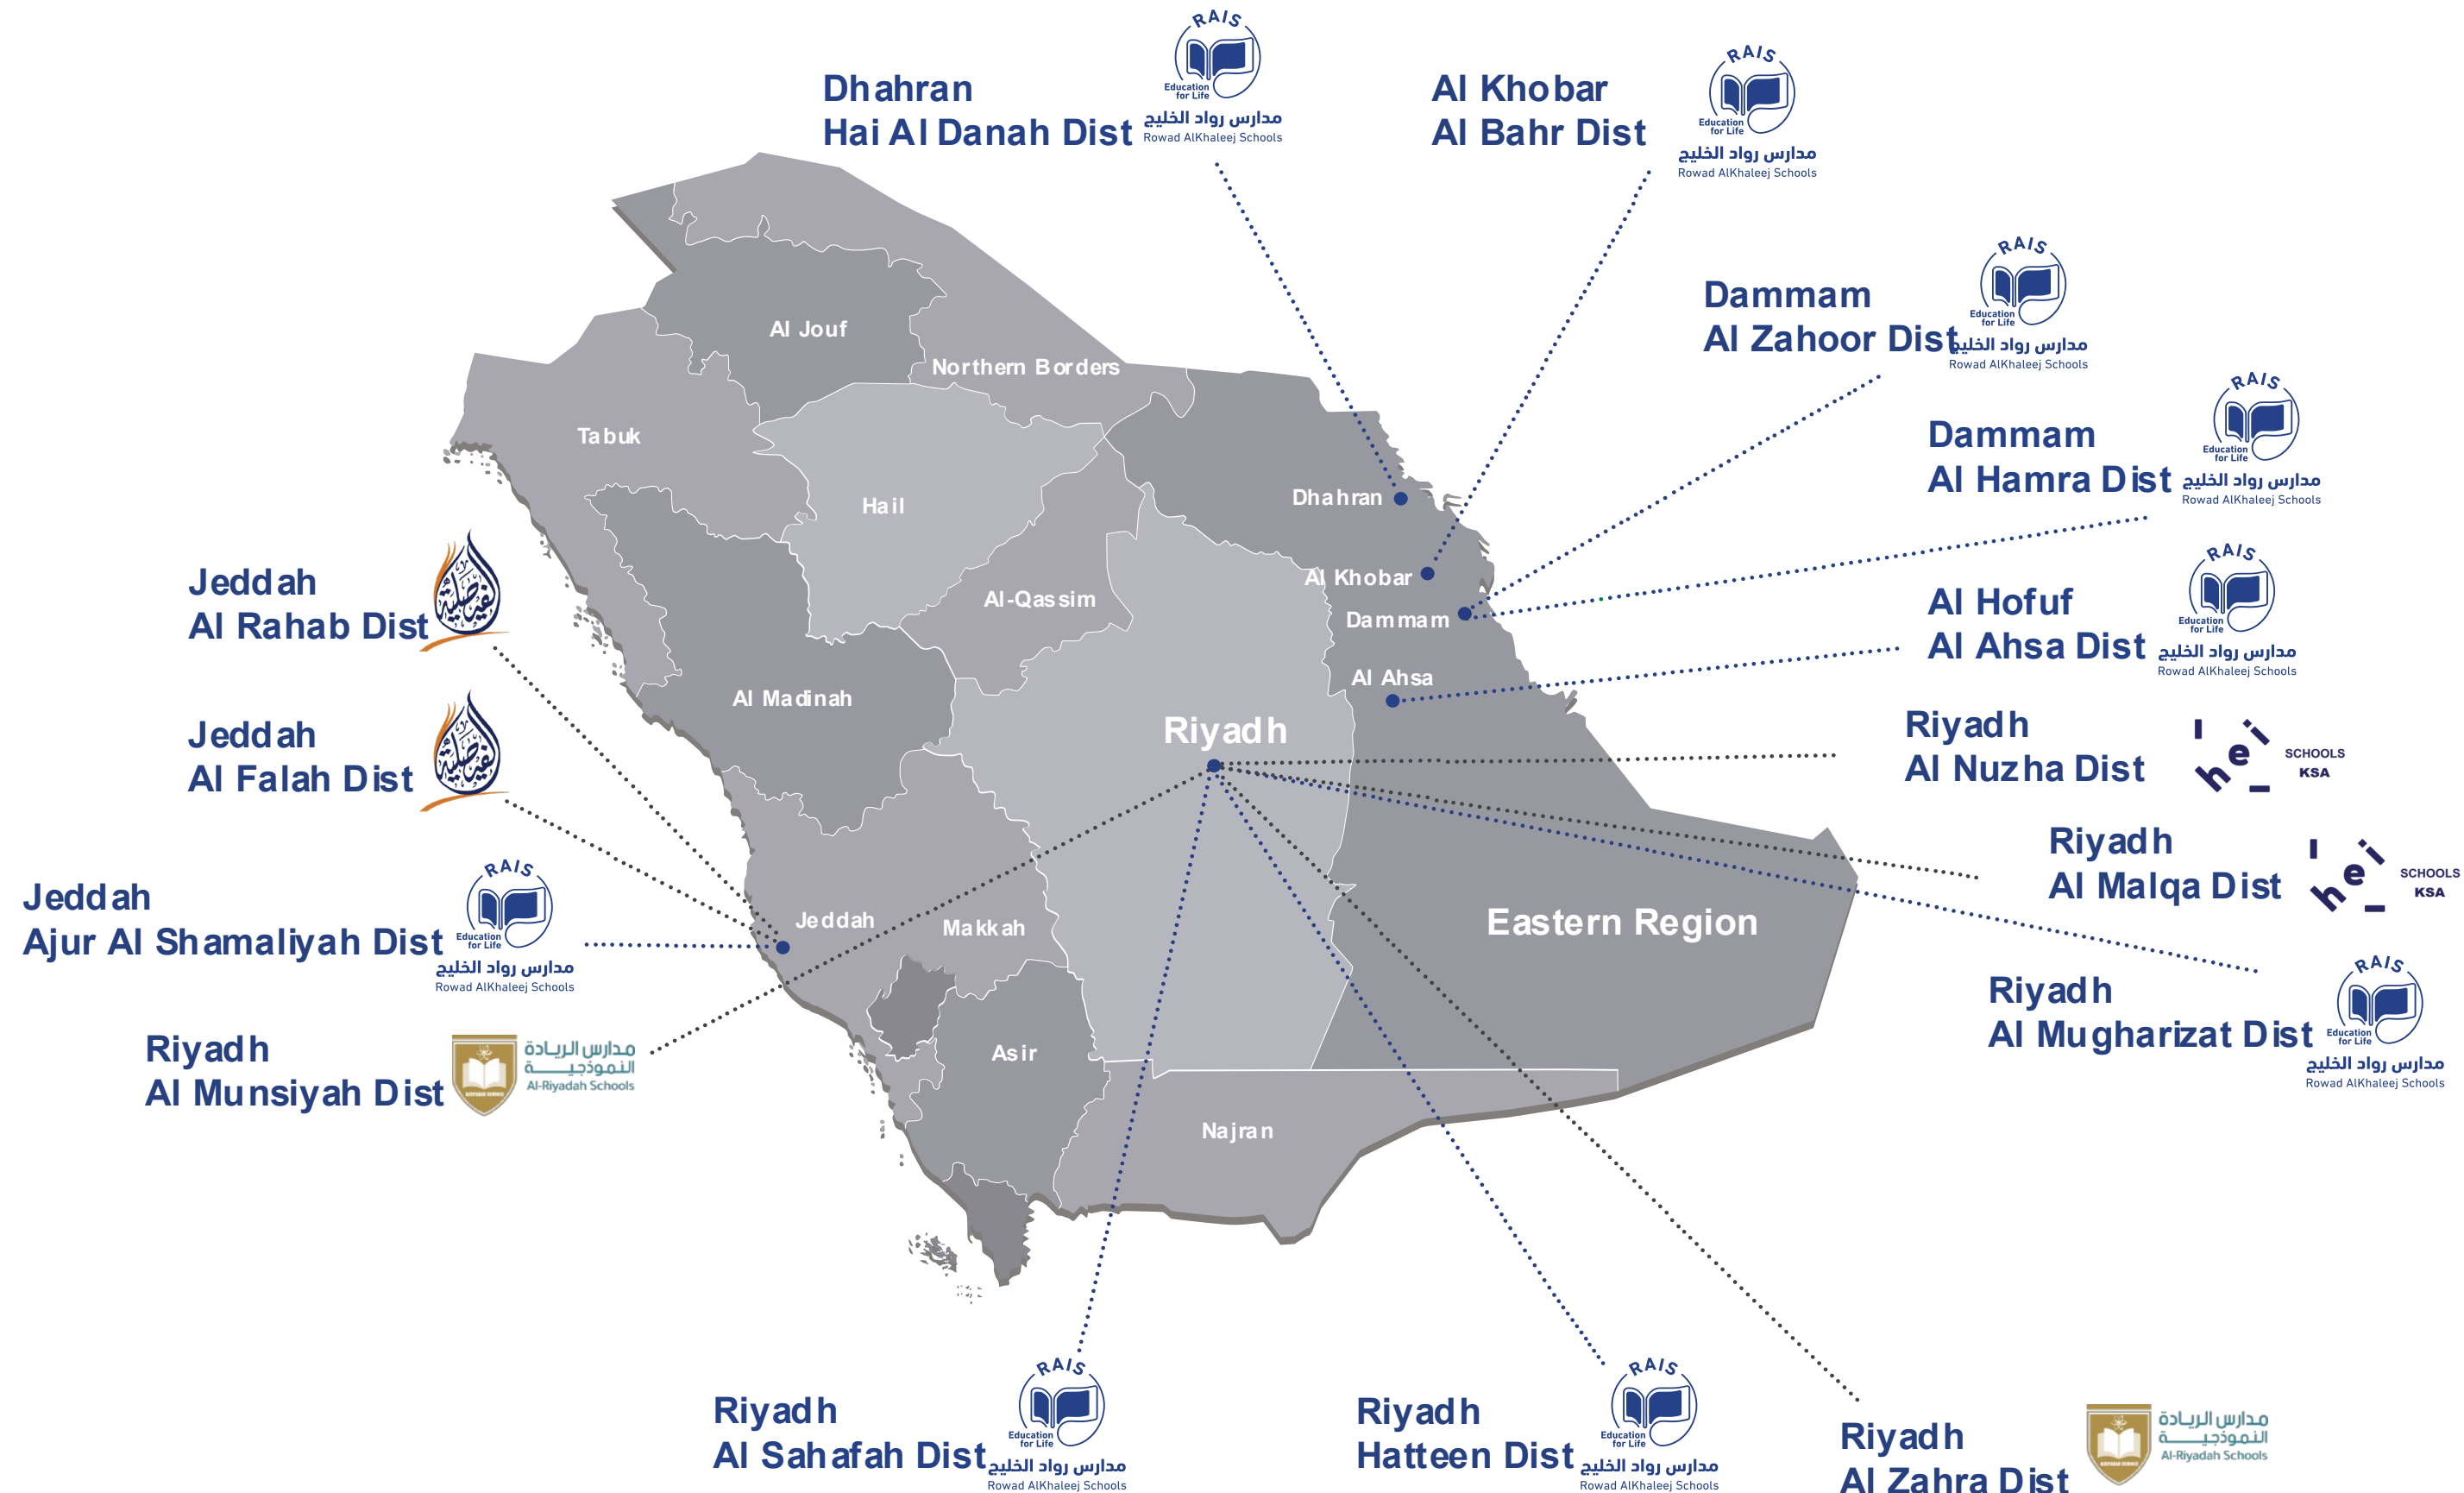 RAIS
Education
for Life
مدارس رواد الخليج
Rowad AlKhaleej Schools
Dhahran
Hai Al Danah Dist
RAIS
Education
for Life
مدارس رواد الخليج
Rowad AlKhaleej Schools
Al Khobar
Al Bahr Dist
RAIS
Education
for Life
مدارس رواد الخليج
Rowad AlKhaleej Schools
Dammam
Al Zahoor Dist
RAIS
Education
for Life
مدارس رواد الخليج
Rowad AlKhaleej Schools
Dammam
Al Hamra Dist
RAIS
Education
for Life
مدارس رواد الخليج
Rowad AlKhaleej Schools
Al Hofuf
Al Ahsa Dist
Riyadh
Al Nuzha Dist
hei
SCHOOLS
KSA
Riyadh
Al Malqa Dist
hei
SCHOOLS
KSA
Riyadh
Al Mugharizat Dist
RAIS
Education
for Life
مدارس رواد الخليج
Rowad AlKhaleej Schools
Al Jouf
Northern Borders
Tabuk
Hail
Dhahran
Al Khobar
Al-Qassim
Dammam
Al Ahsa
Al Madinah
Riyadh
Jeddah
Makkah
Eastern Region
Asir
Najran
Jeddah
Al Rahab Dist
الفيصلية
Jeddah
Al Falah Dist
الفيصلية
Jeddah
Ajur Al Shamaliyah Dist
RAIS
Education
for Life
مدارس رواد الخليج
Rowad AlKhaleej Schools
Riyadh
Al Munsiyah Dist
مدارس الريادة
النموذجيــــة
Al-Riyadah Schools
Riyadh
Al Sahafah Dist
RAIS
Education
for Life
مدارس رواد الخليج
Rowad AlKhaleej Schools
Riyadh
Hatteen Dist
RAIS
Education
for Life
مدارس رواد الخليج
Rowad AlKhaleej Schools
Riyadh
Al Zahra Dist
مدارس الريادة
النموذجيــــة
Al-Riyadah Schools